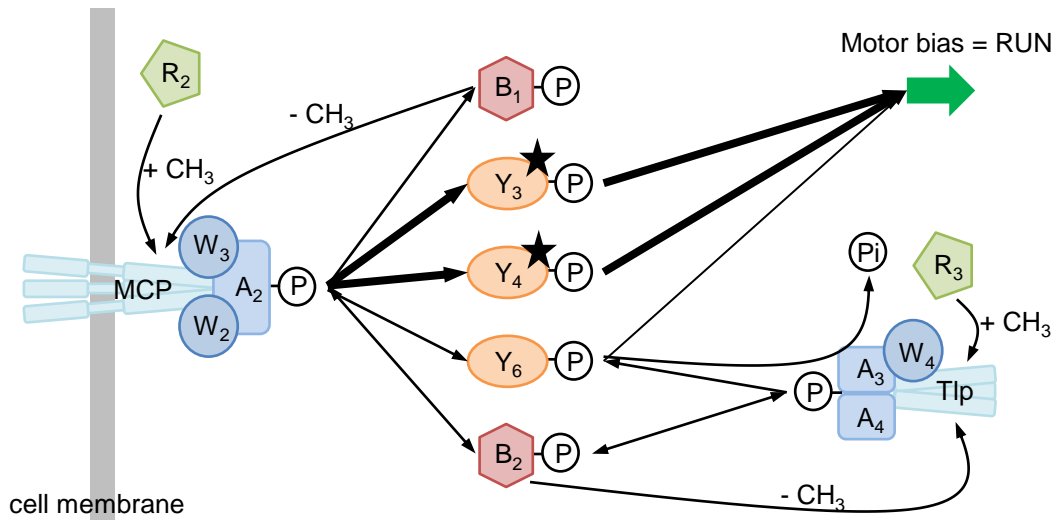 Motor bias = RUN
R2
B1
P
- CH3
+ CH3
Y3
P
W3
Y4
P
Pi
R3
MCP
A2
P
W2
+ CH3
Y6
P
W4
A3
P
TIp
A4
B2
P
- CH3
cell membrane